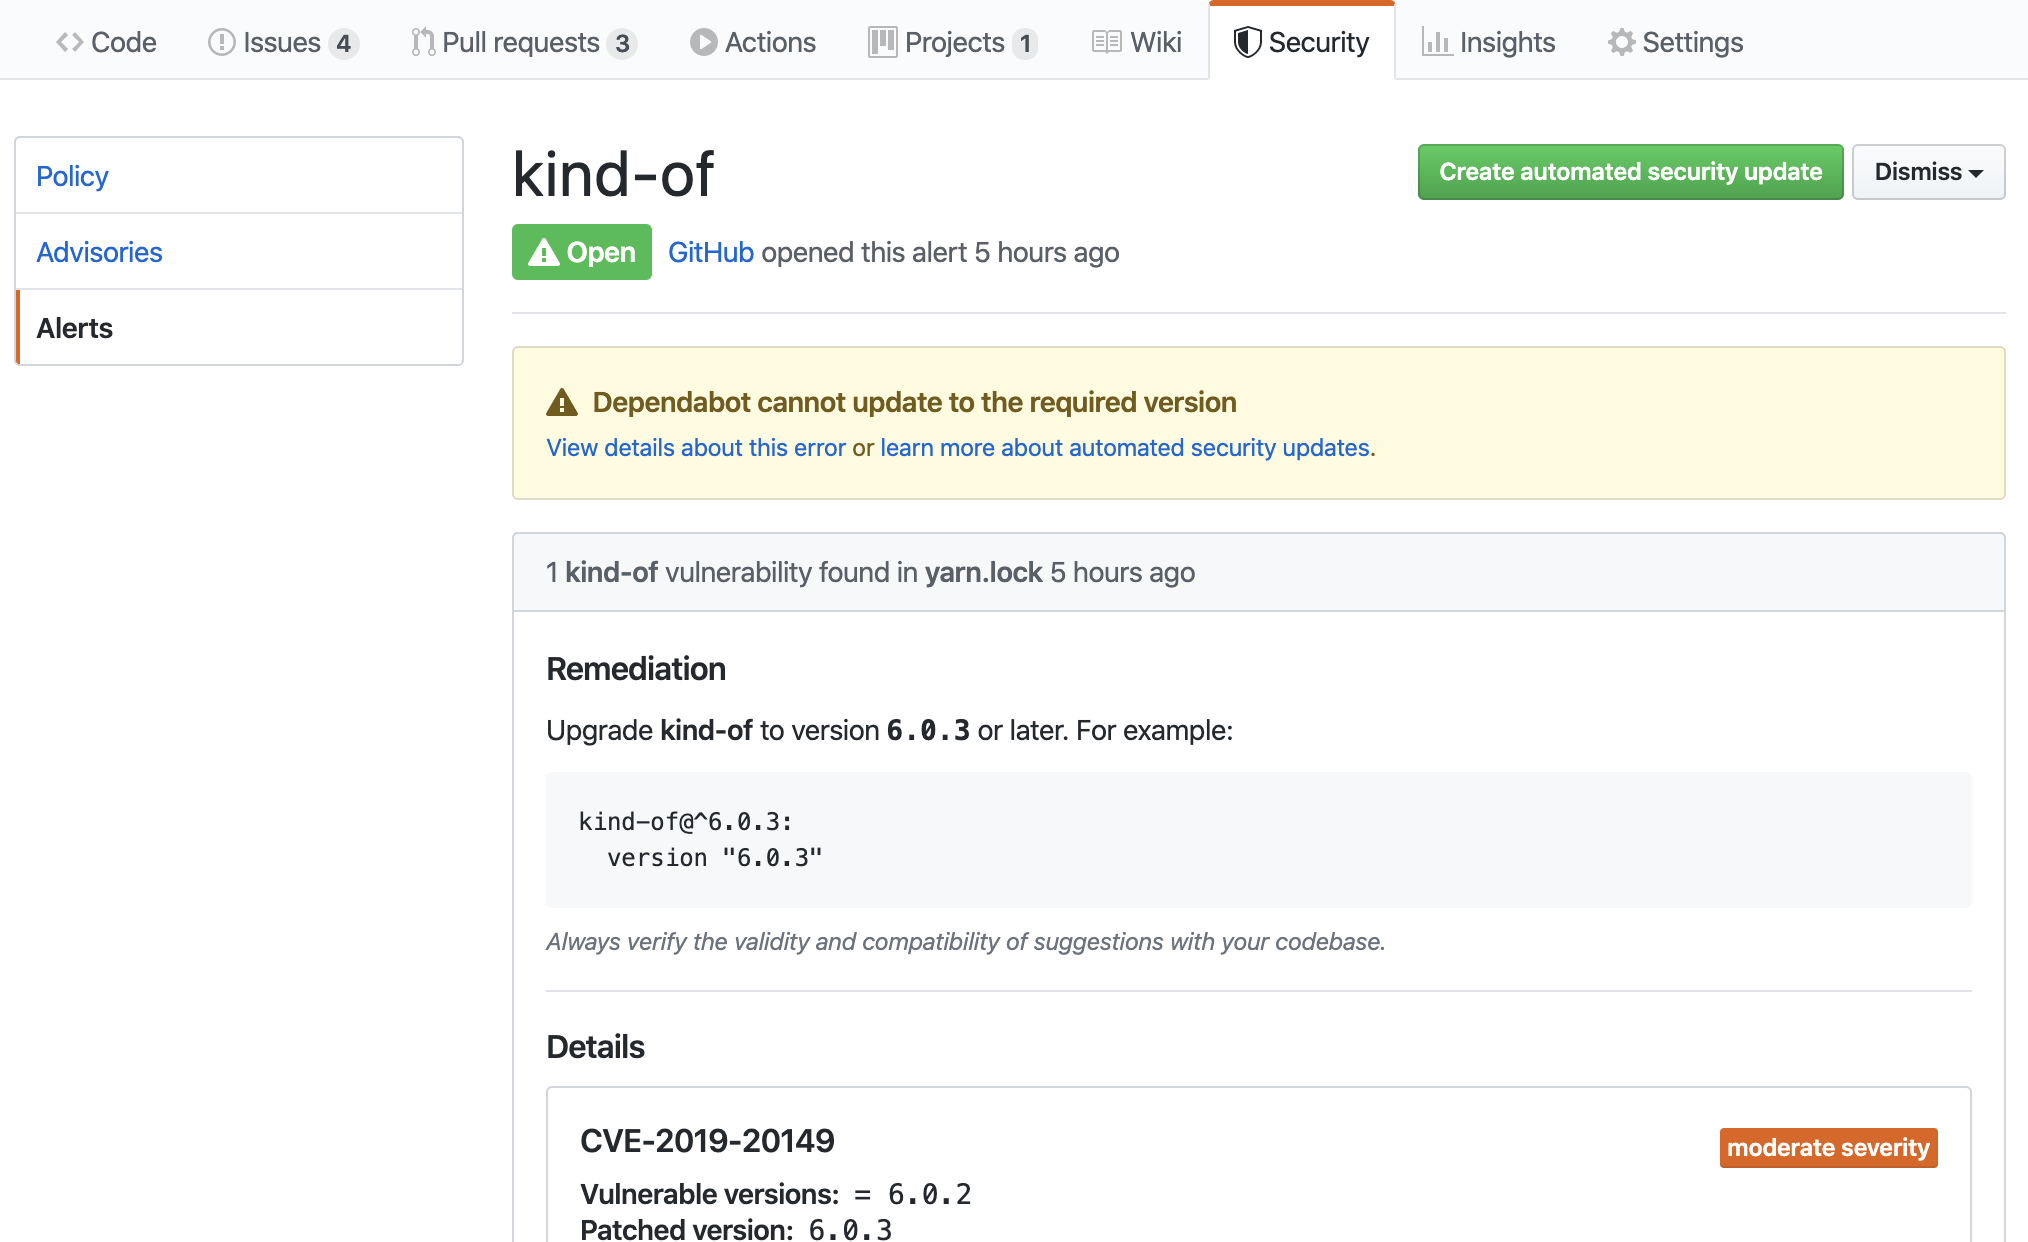 Code Issues 4 Pull requests 3 Actions Projects 1 Wiki Security Insights Settings
Policy
Advisories
Alerts
kind-of
Create automated security update Dismiss
Open GitHub opened this alert 5 hours ago
Dependabot cannot update to the required version
View details about this error or learn more about automated security updates.
1 kind-of vulnerability found in yarn.lock 5 hours ago
Remediation
Upgrade kind-of to version 6.0.3 or later. For example:
kind-of@^6.0.3:
version "6.0.3"
Always verify the validity and compatibility of suggestions with your codebase.
Details
CVE-2019-20149
moderate severity
Vulnerable versions: = 6.0.2
Patched version: 6.0.3